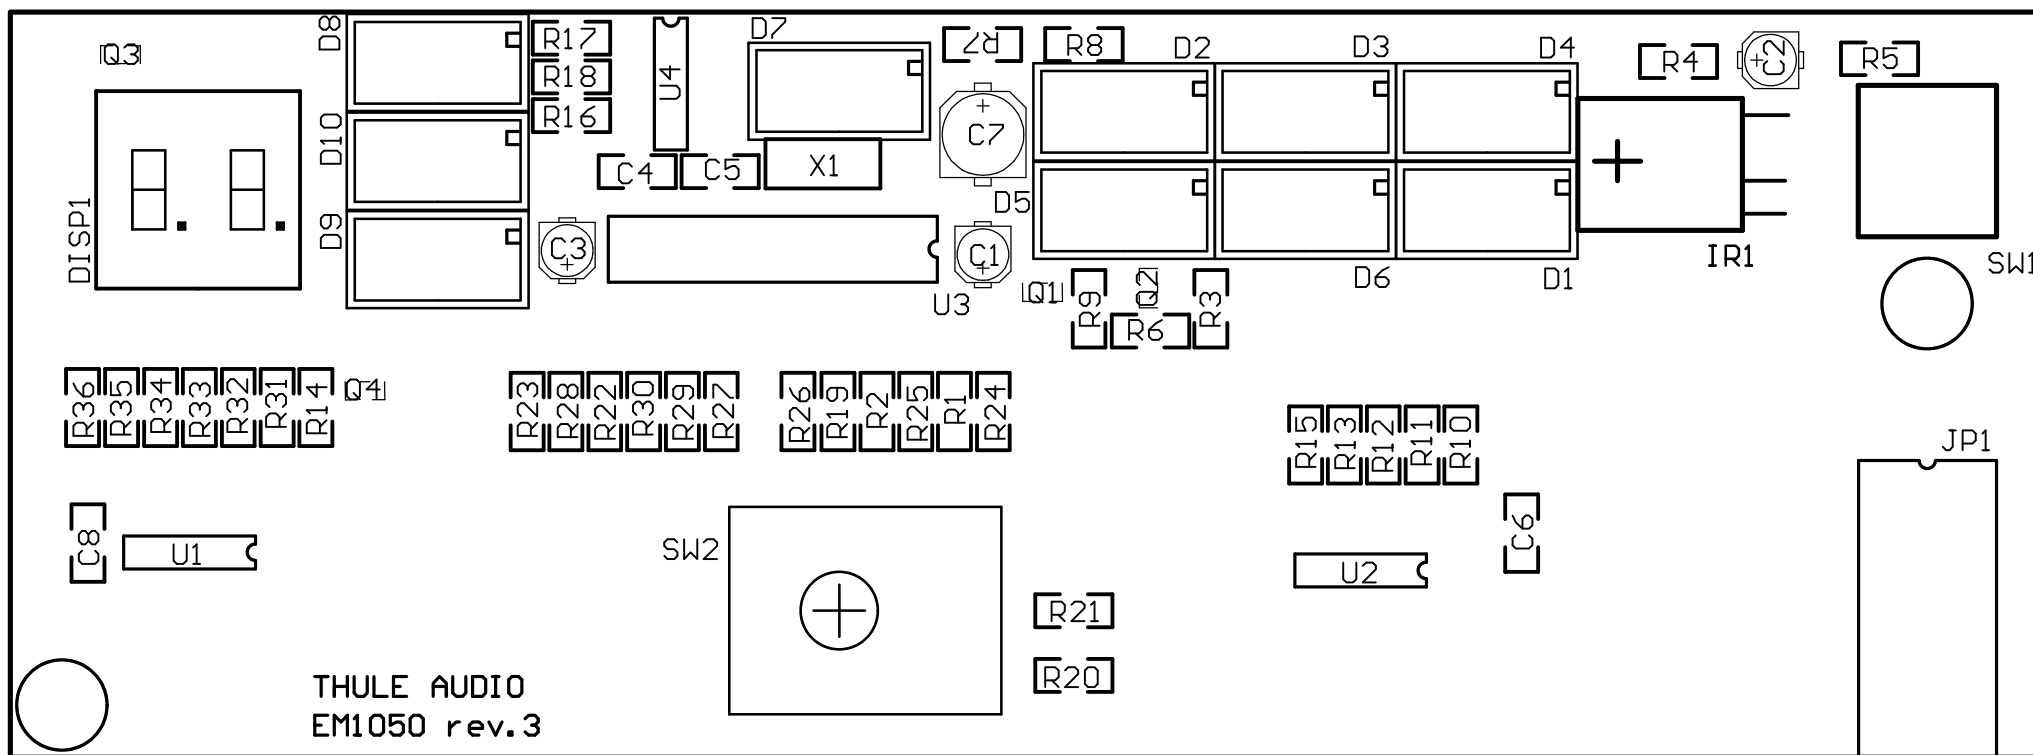 D8
Q3
R17
U4
D7
R7
R8
D2
D3
D4
R4
C2
R5
R18
R16
D10
C4
C5
X1
C7
DISP1
D9
C3
U3
C1
D5
Q1
R9
Q2
R6
R3
D6
D1
IR1
SW1
R36
R35
R34
R33
R32
R31
R14
Q4
R23
R28
R22
R30
R29
R27
R26
R19
R2
R25
R1
R24
R15
R13
R12
R11
R10
JP1
C8
U1
SW2
U2
C6
R21
R20
THULE AUDIO
EM1050 rev.3